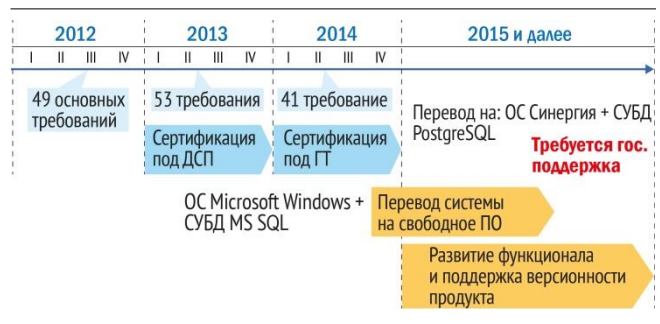 2012 2013 2014 2015 и далее
I II III IV I II III IV I II III IV
49 основных
требований
53 требования
41 требование
Перевод на: ОС Синергия + СУБД
PostgreSQL
Требуется гос.
поддержка
Сертификация
под ДСП
Сертификация
под ГТ
ОС Microsoft Windows +
СУБД MS SQL
Перевод системы
на свободное ПО
Развитие функционала
и поддержка версионности
продукта